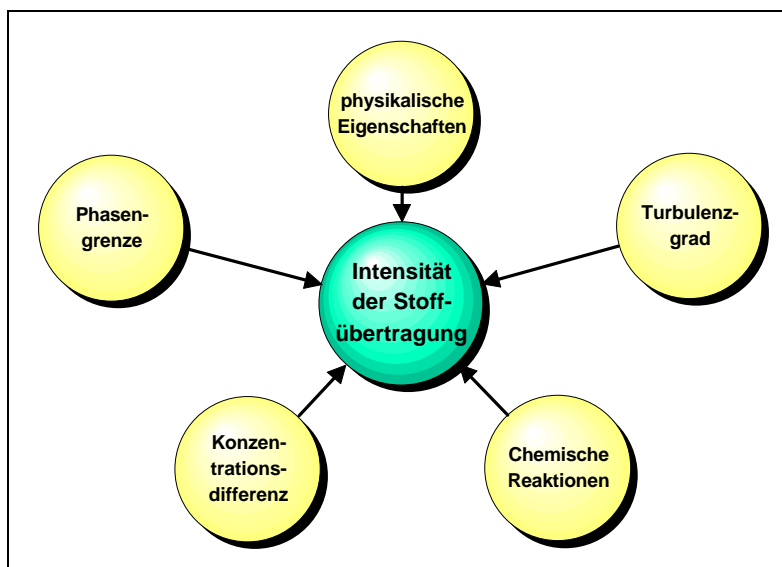 physikalische
Eigenschaften
Phasen-
grenze
Turbulenz-
grad
Intensität
der Stoff-
übertragung
Konzen-
trations-
differenz
Chemische
Reaktionen